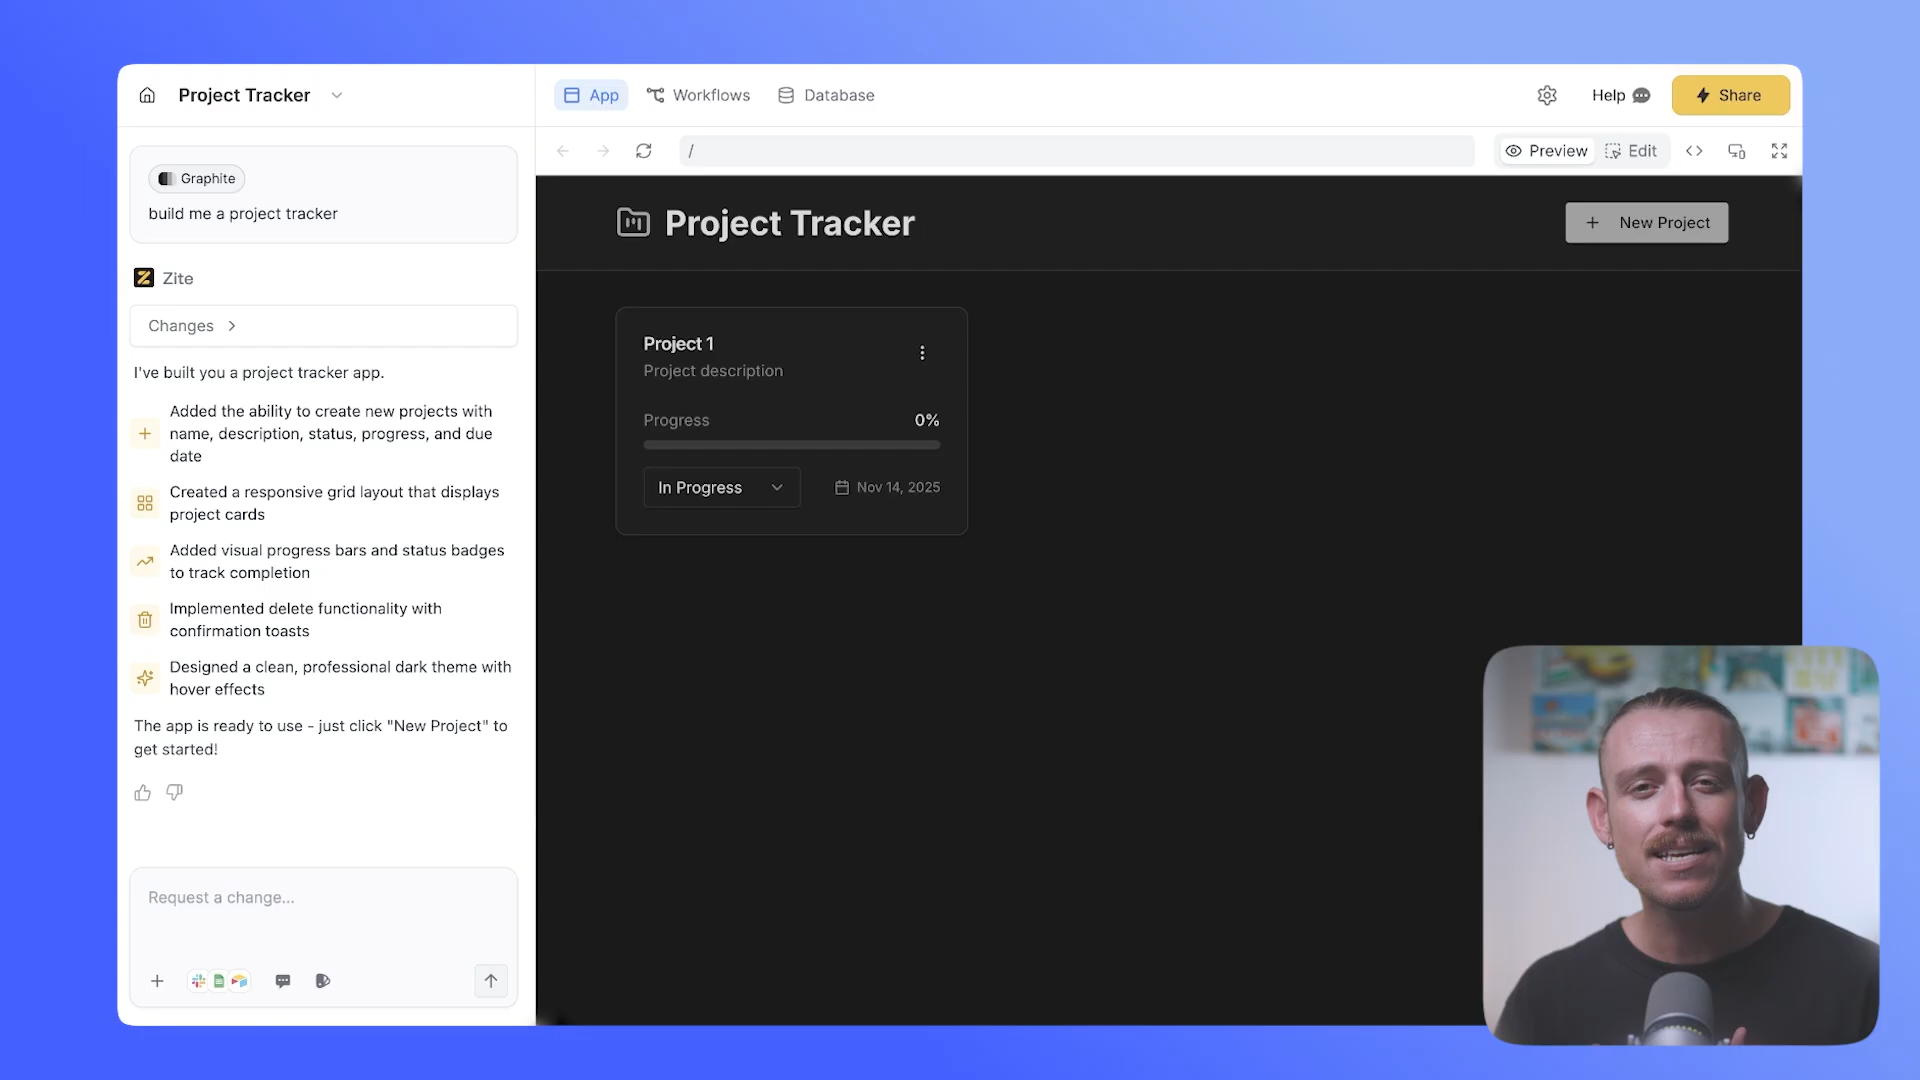 Project Tracker
App
Workflows
Database
Help
Share
/
Preview
Edit
Graphite
build me a project tracker
Zite
Changes
I've built you a project tracker app.
Added the ability to create new projects with
name, description, status, progress, and due
date
Created a responsive grid layout that displays
project cards
Added visual progress bars and status badges
to track completion
Implemented delete functionality with
confirmation toasts
Designed a clean, professional dark theme with
hover effects
The app is ready to use - just click "New Project" to
get started!
Request a change...
Project Tracker
New Project
Project 1
Project description
Progress
0%
In Progress
Nov 14, 2025